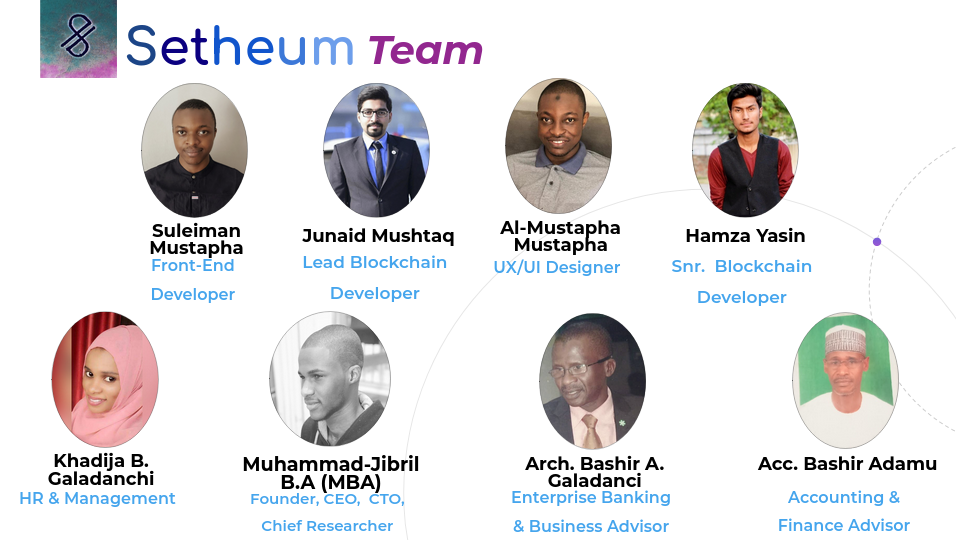 Setheum Team
Suleiman
Mustapha
Front-End
Developer
Junaid Mushtaq
Lead Blockchain
Developer
Al-Mustapha
Mustapha
UX/UI Designer
Hamza Yasin
Snr.  Blockchain
Developer
Khadija B.
Galadanchi
HR & Management
Muhammad-Jibril
B.A (MBA)
Founder, CEO,  CTO,
Chief Researcher
Arch. Bashir A.
Galadanci
Enterprise Banking
& Business Advisor
Acc. Bashir Adamu
Accounting &
Finance Advisor